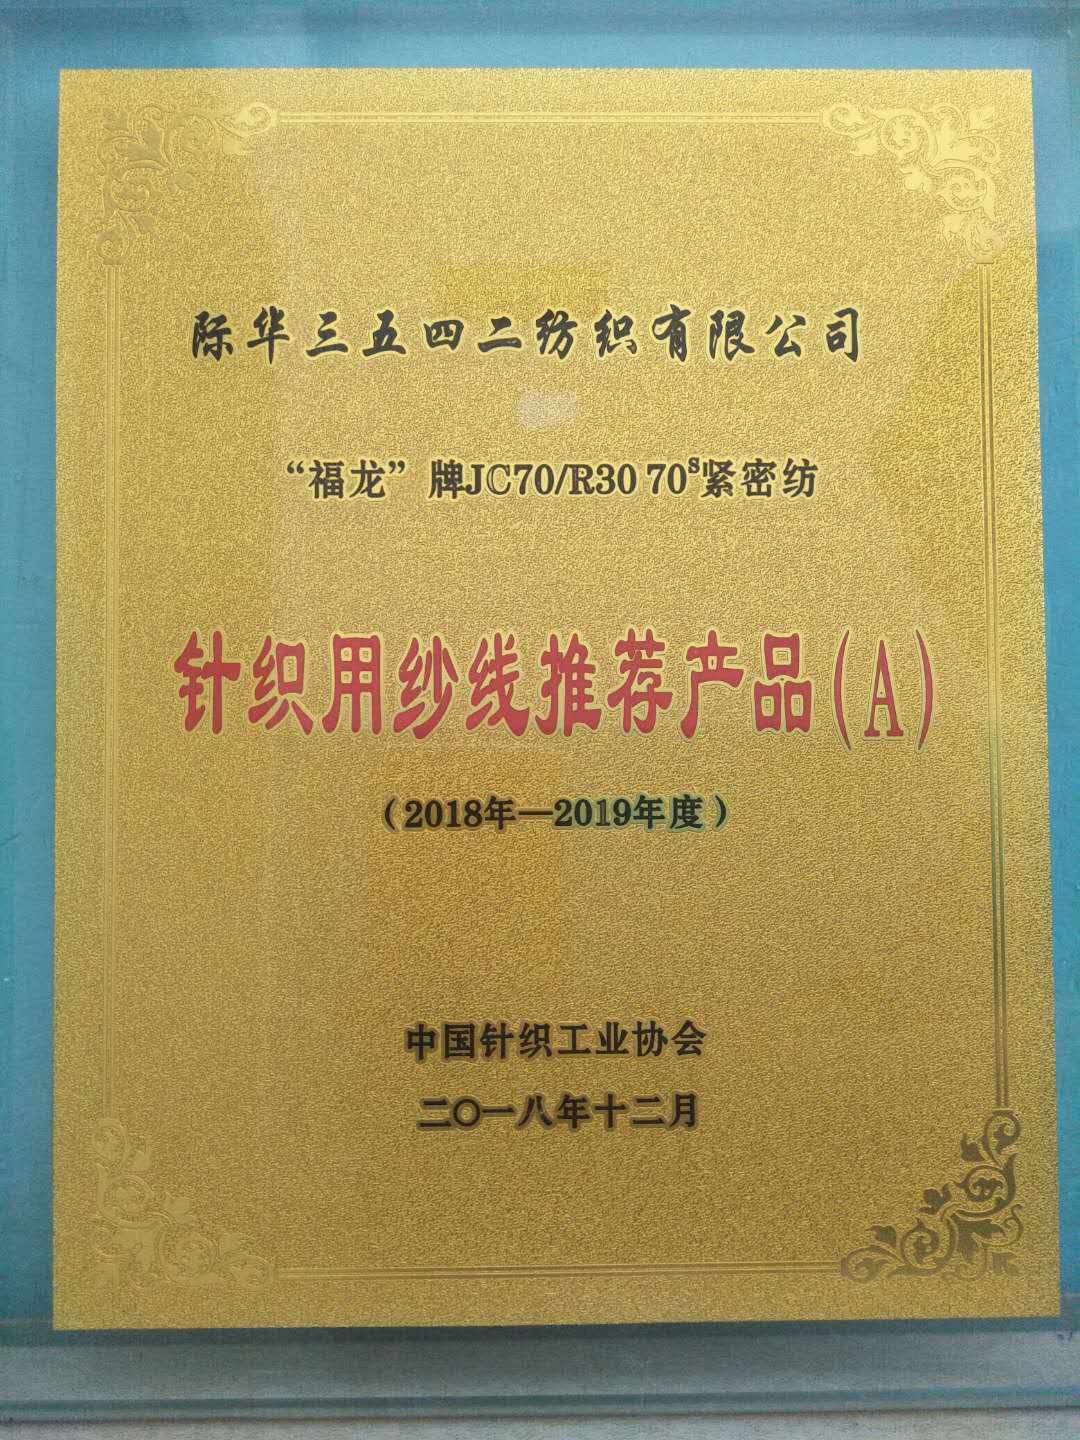 际华三五四二纺织有限公司
“福龙”牌JC70/R30 70ˢ紧密纺
针织用纱线推荐产品(A)
（2018年—2019年度）
中国针织工业协会
二〇一八年十二月